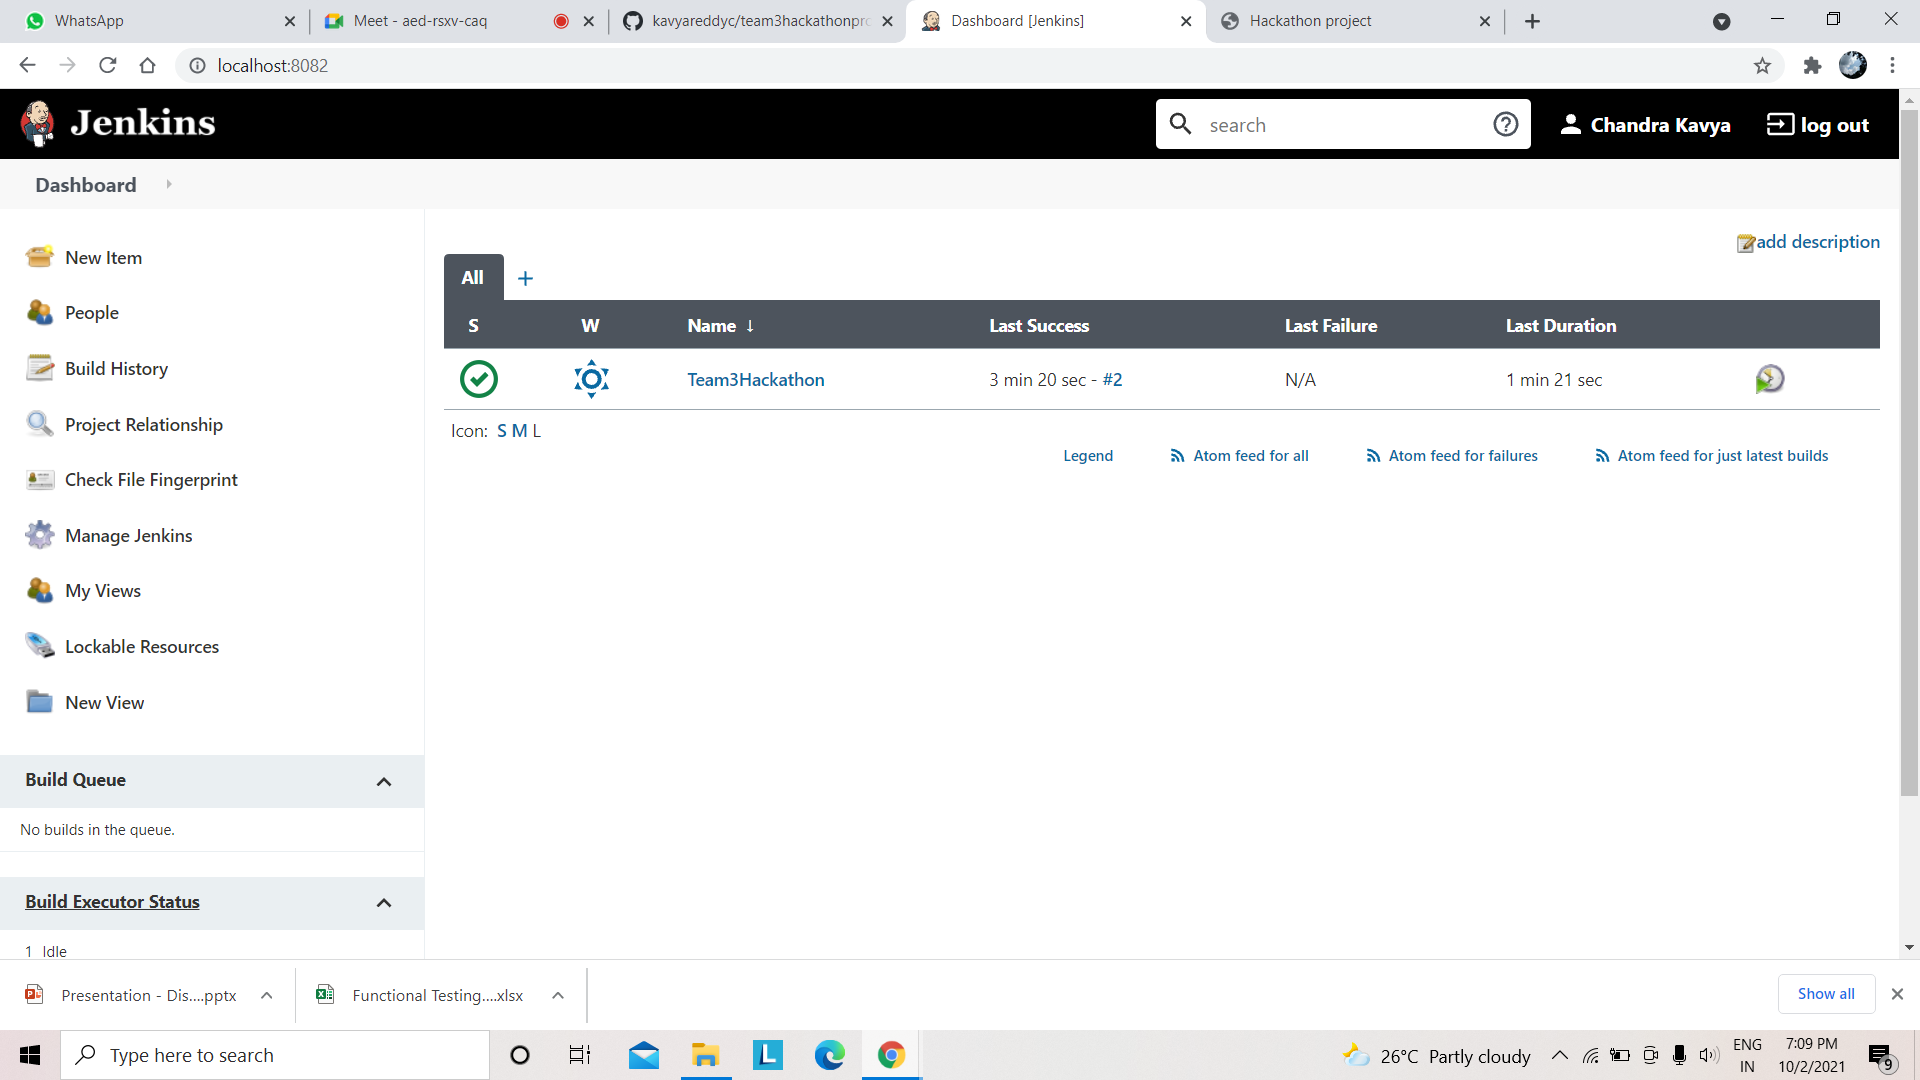 WhatsApp
Meet - aed-rsxv-caq
kavyareddyc/team3hackathonpro
Dashboard [Jenkins]
Hackathon project
localhost:8082
Jenkins
search
Chandra Kavya
log out
Dashboard
add description
New Item
People
Build History
Project Relationship
Check File Fingerprint
Manage Jenkins
My Views
Lockable Resources
New View
All +
S W Name ↓ Last Success Last Failure Last Duration
Team3Hackathon 3 min 20 sec - #2 N/A 1 min 21 sec
Icon: S M L
Legend Atom feed for all Atom feed for failures Atom feed for just latest builds
Build Queue
No builds in the queue.
Build Executor Status
1 Idle
Presentation - Dis....pptx
Functional Testing....xlsx
Show all
Type here to search
26°C Partly cloudy
ENG
IN
7:09 PM
10/2/2021
9